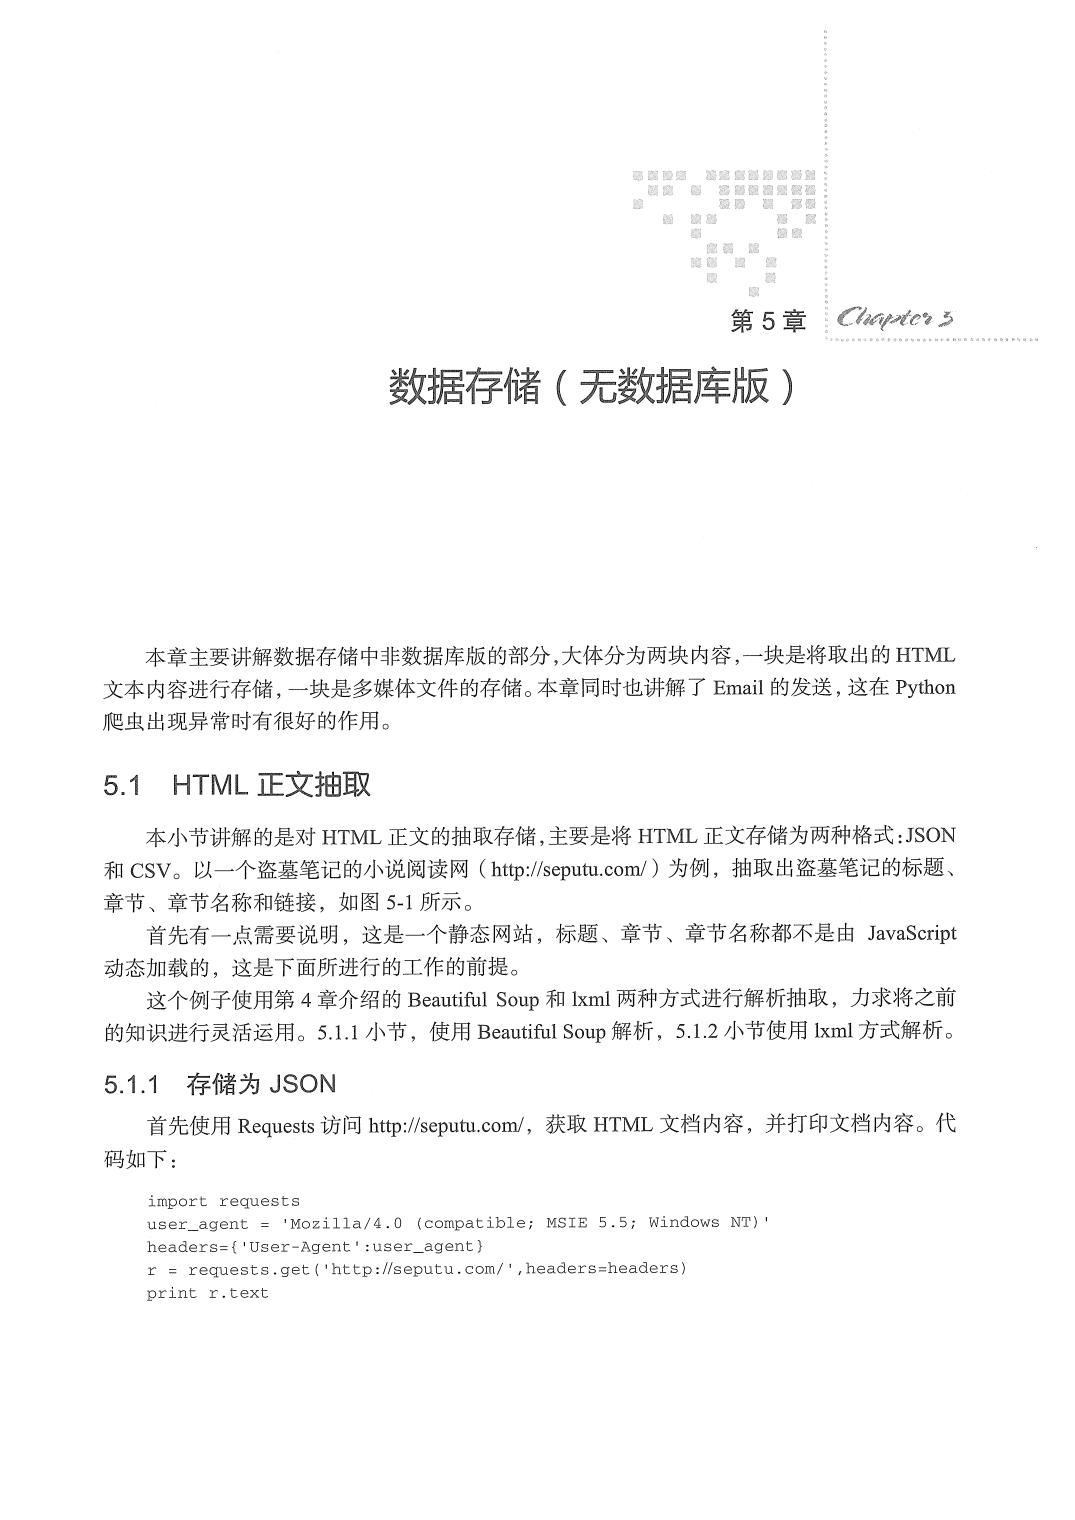 第 5 章
Chapter 5
数据存储（无数据库版）
本章主要讲解数据存储中非数据库版的部分，大体分为两块内容，一块是将取出的 HTML
文本内容进行存储，一块是多媒体文件的存储。本章同时也讲解了 Email 的发送，这在 Python
爬虫出现异常时有很好的作用。
5.1 HTML 正文抽取
本小节讲解的是对 HTML 正文的抽取存储，主要是将 HTML 正文存储为两种格式：JSON
和 CSV。以一个盗墓笔记的小说阅读网（http://seputu.com/）为例，抽取出盗墓笔记的标题、
章节、章节名称和链接，如图 5-1 所示。
首先有一点需要说明，这是一个静态网站，标题、章节、章节名称都不是由 JavaScript
动态加载的，这是下面所进行的工作的前提。
这个例子使用第 4 章介绍的 Beautiful Soup 和 lxml 两种方式进行解析抽取，力求将之前
的知识进行灵活运用。5.1.1 小节，使用 Beautiful Soup 解析，5.1.2 小节使用 lxml 方式解析。
5.1.1 存储为 JSON
首先使用 Requests 访问 http://seputu.com/，获取 HTML 文档内容，并打印文档内容。代
码如下：
import requests
user_agent = 'Mozilla/4.0 (compatible; MSIE 5.5; Windows NT)'
headers={'User-Agent':user_agent}
r = requests.get('http://seputu.com/',headers=headers)
print r.text